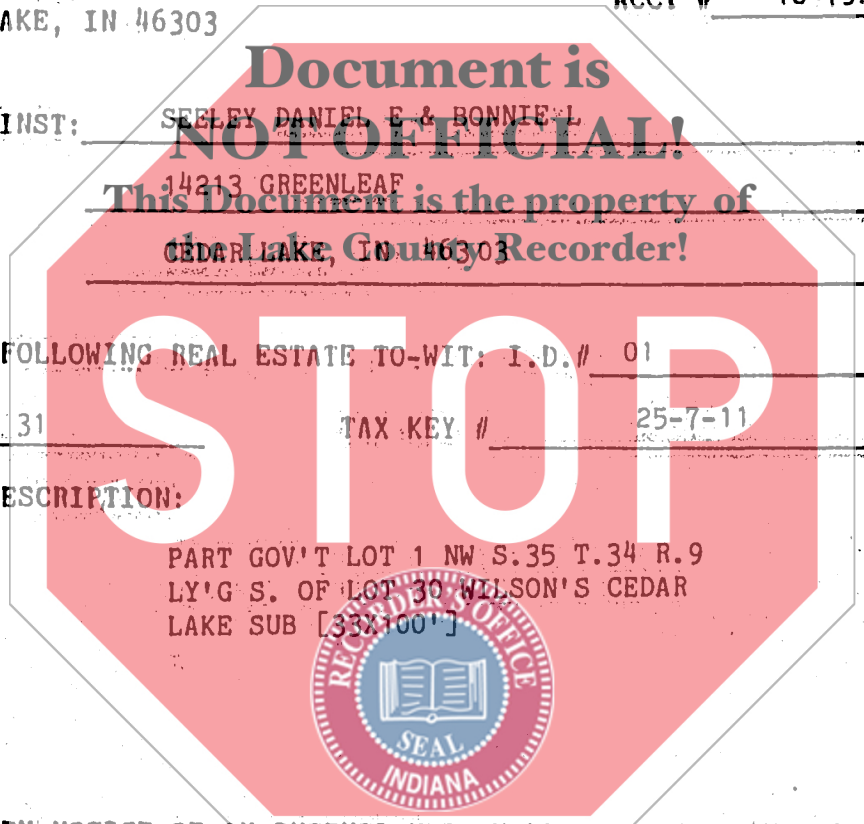 AKE, IN 46303
Document is
INST: SEELEY DANIEL E & BONNIE L
NOT OFFICIAL!
14213 GREENLEAF
This Document is the property of
CEDAR LAKE, IN 46303
the Lake County Recorder!
FOLLOWING REAL ESTATE TO-WIT: I.D.# 01
31 TAX KEY # 25-7-11
STOP
ESCRIPTION:
PART GOV'T LOT 1 NW S.35 T.34 R.9
LY'G S. OF LOT 30 WILSON'S CEDAR
LAKE SUB [33X100']
RECORDER'S OFFICE
SEAL
INDIANA